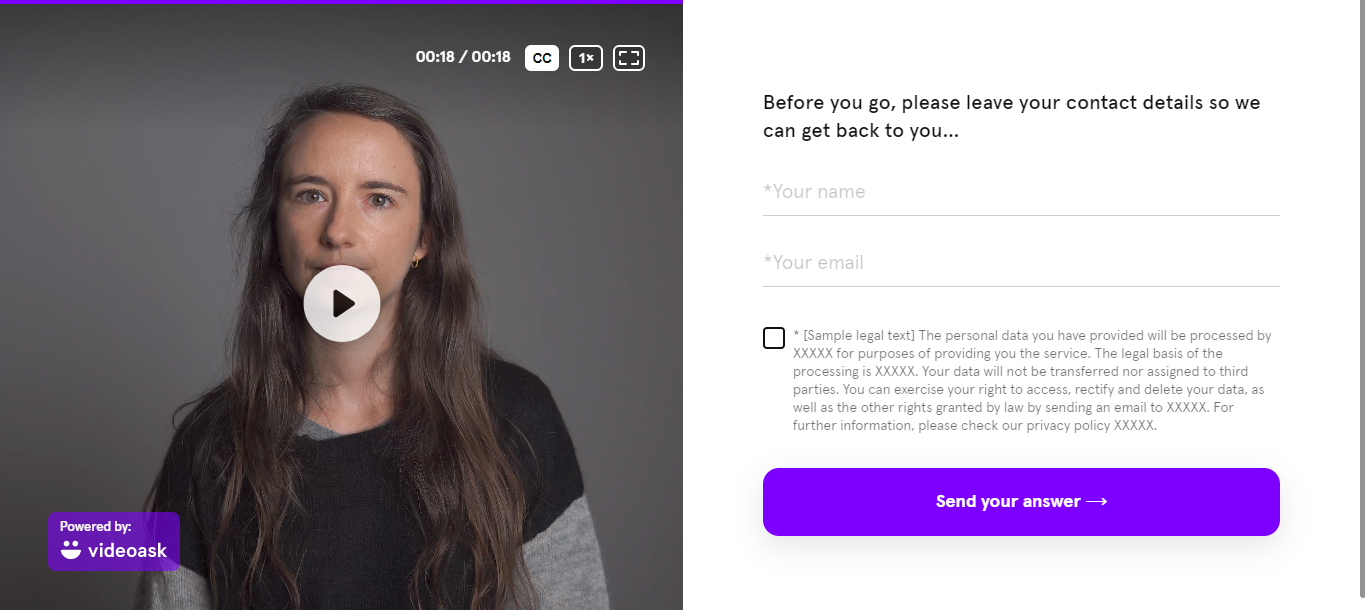 00:18 / 00:18 CC 1×
Before you go, please leave your contact details so we
can get back to you...
*Your name
*Your email
* [Sample legal text] The personal data you have provided will be processed by
XXXXX for purposes of providing you the service. The legal basis of the
processing is XXXXX. Your data will not be transferred nor assigned to third
parties. You can exercise your right to access, rectify and delete your data, as
well as the other rights granted by law by sending an email to XXXXX. For
further information, please check our privacy policy XXXXX.
Send your answer →
Powered by:
videoask